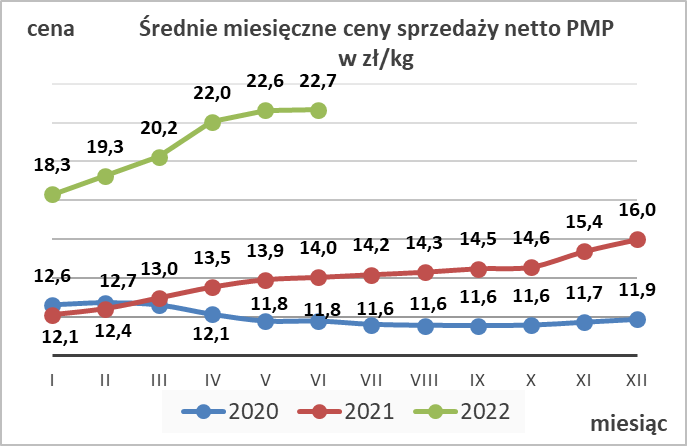 cena
Średnie miesięczne ceny sprzedaży netto PMP
w zł/kg
22,0 22,6 22,7
20,2
19,3
18,3
16,0
15,4
14,5 14,6
14,2 14,3
13,9 14,0
13,5
13,0
12,6 12,7
12,1 12,4 12,1
11,8 11,8 11,6 11,6 11,6 11,6 11,7 11,9
I II III IV V VI VII VIII IX X XI XII
2020 2021 2022
miesiąc